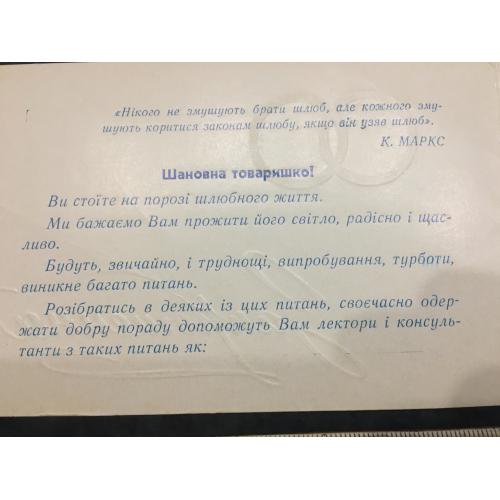 «Нікого не змушують брати шлюб, але кожного зму-
шують коритися законам шлюбу, якщо він узяв шлюб».
К. МАРКС
Шановна товаришко!
Ви стоїте на порозі шлюбного життя.
Ми бажаємо Вам прожити його світло, радісно і щас-
ливо.
Будуть, звичайно, і труднощі, випробування, турботи,
виникне багато питань.
Розібратись в деяких із цих питань, своєчасно одер-
жати добру пораду допоможуть Вам лектори і консуль-
танти з таких питань як: